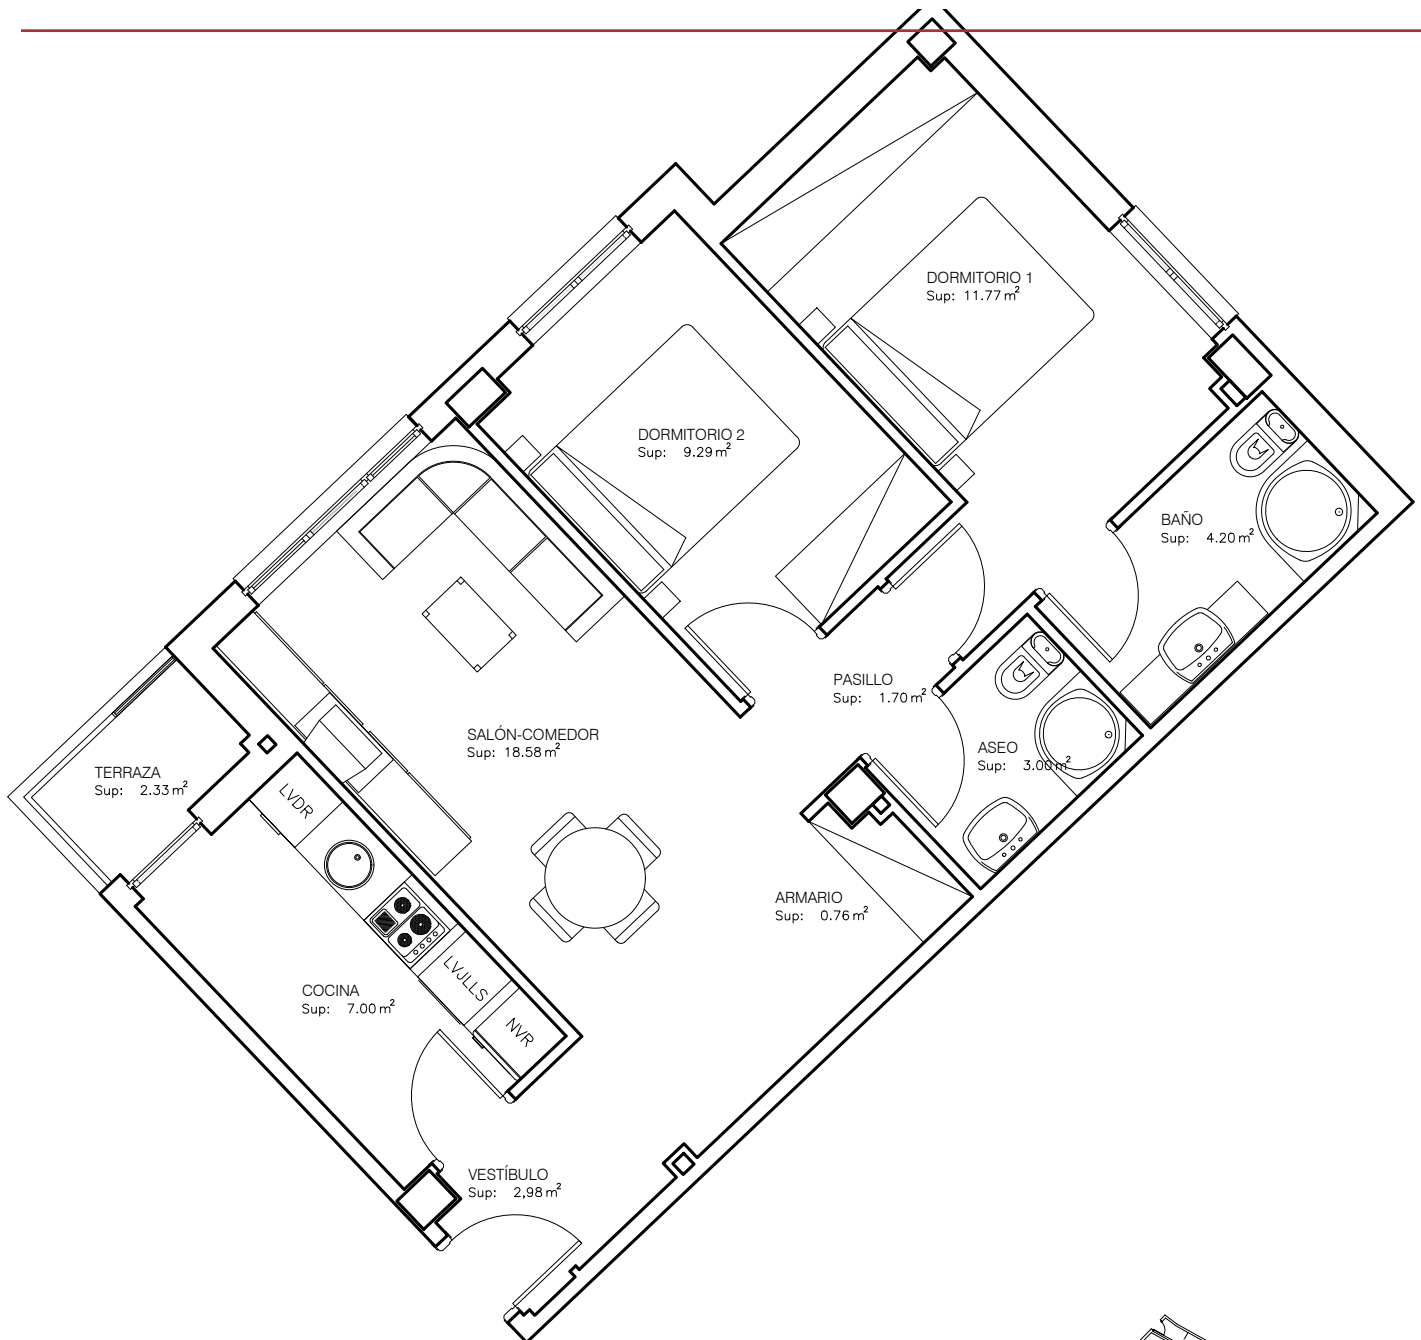 DORMITORIO 1
Sup: 11.77 m²
DORMITORIO 2
Sup: 9.29 m²
BAÑO
Sup: 4.20 m²
PASILLO
Sup: 1.70 m²
SALÓN-COMEDOR
Sup: 18.58 m²
ASEO
Sup: 3.00 m²
TERRAZA
Sup: 2.33 m²
LVDR
ARMARIO
Sup: 0.76 m²
LVJLLS
COCINA
Sup: 7.00 m²
NVR
VESTÍBULO
Sup: 2,98 m²